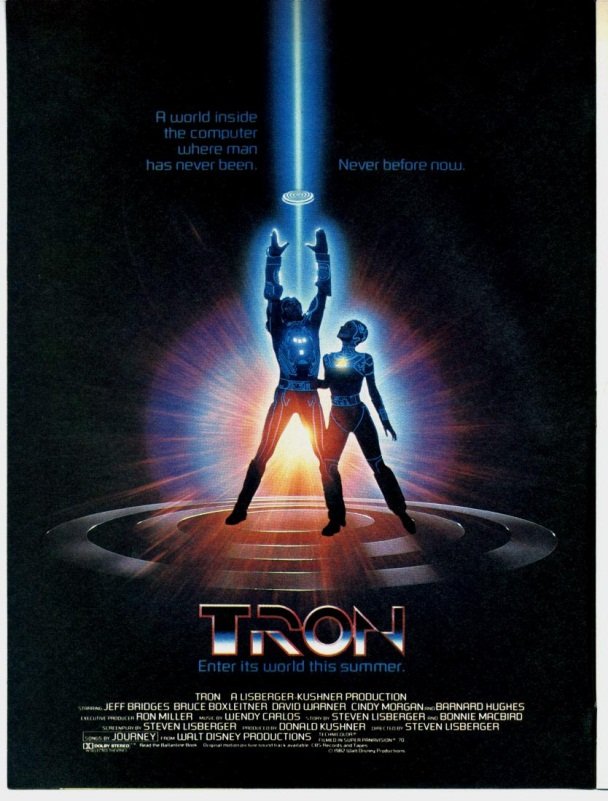 A world inside
the computer
where man
has never been. Never before now.
TRON
Enter its world this summer.
TRON A LISBERGER-KUSHNER PRODUCTION
STARRING JEFF BRIDGES BRUCE BOXLEITNER DAVID WARNER CINDY MORGAN AND BARNARD HUGHES
EXECUTIVE PRODUCER RON MILLER MUSIC BY WENDY CARLOS STORY BY STEVEN LISBERGER AND BONNIE MACBIRD
SCREENPLAY BY STEVEN LISBERGER PRODUCED BY DONALD KUSHNER DIRECTED BY STEVEN LISBERGER
SONGS BY JOURNEY FROM WALT DISNEY PRODUCTIONS TECHNICOLOR®
FILMED IN SUPER PANAVISION® 70
DOLBY STEREO™ Read the Ballantine Book Original motion picture sound track available CBS Records and Tapes
IN SELECTED THEATRES © 1982 Walt Disney Productions